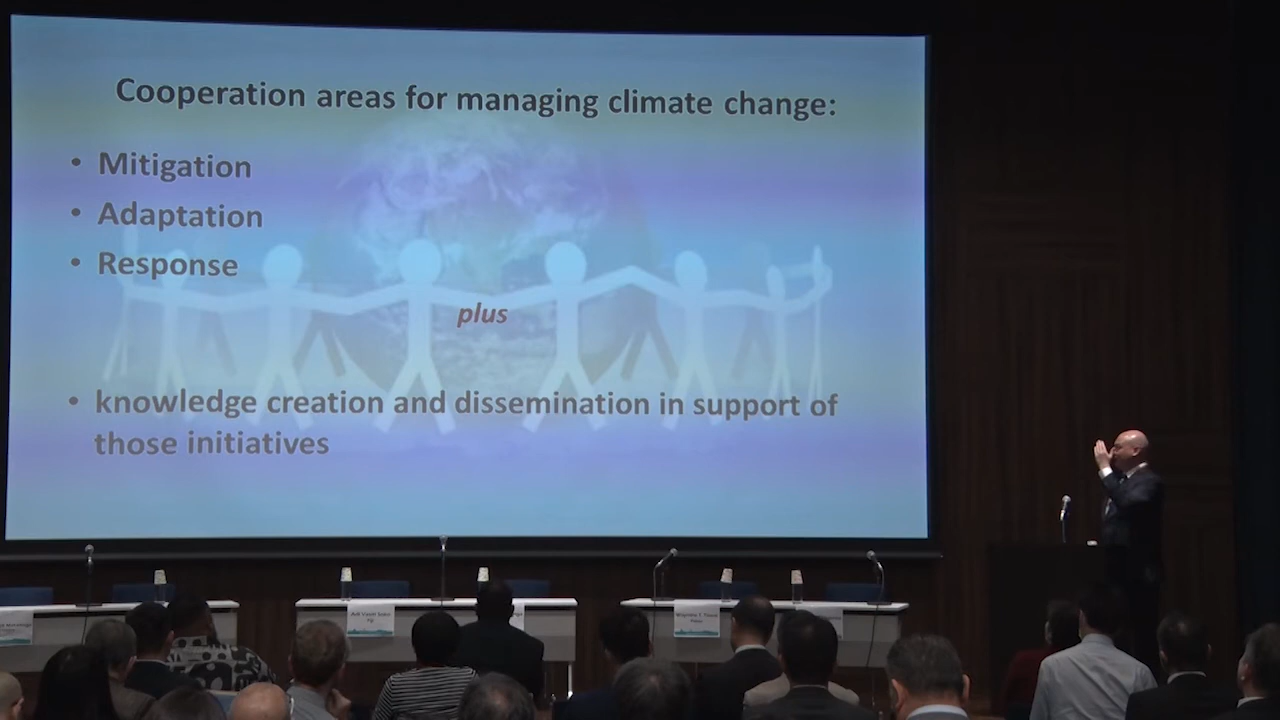 Cooperation areas for managing climate change:
• Mitigation
• Adaptation
• Response
plus
• knowledge creation and dissemination in support of
those initiatives